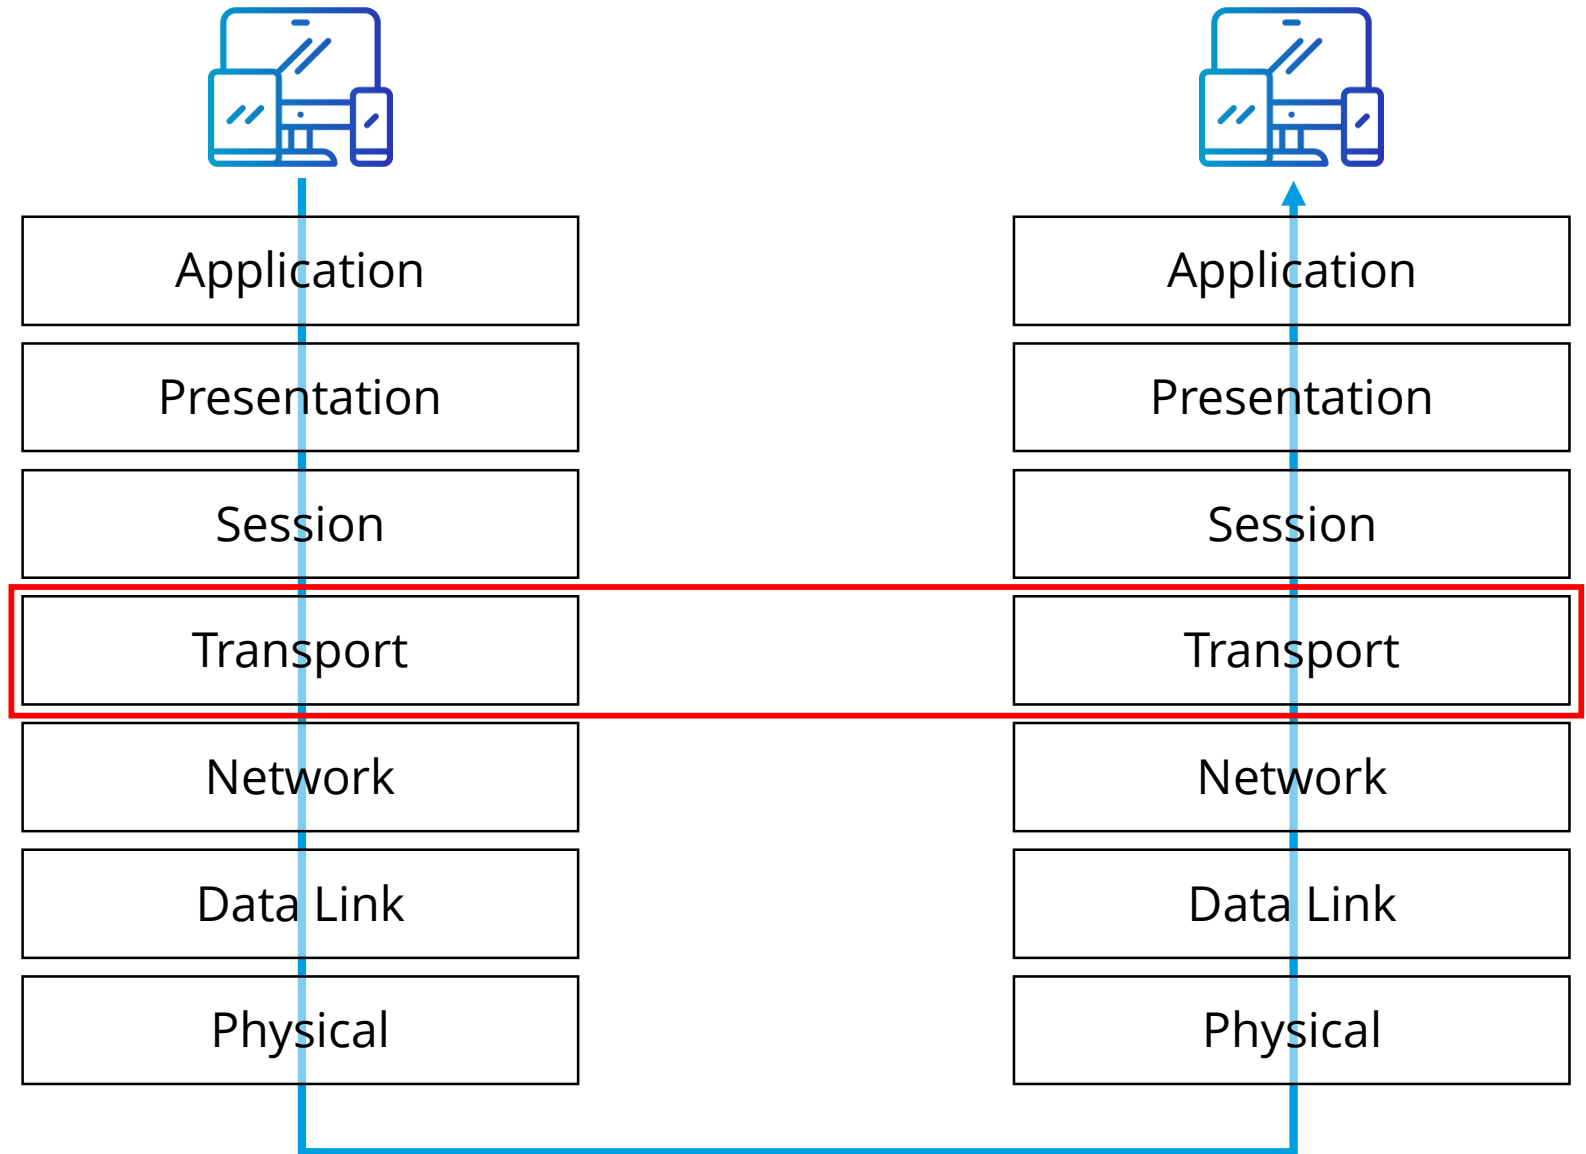 Application
Presentation
Session
Transport
Network
Data Link
Physical
Application
Presentation
Session
Transport
Network
Data Link
Physical